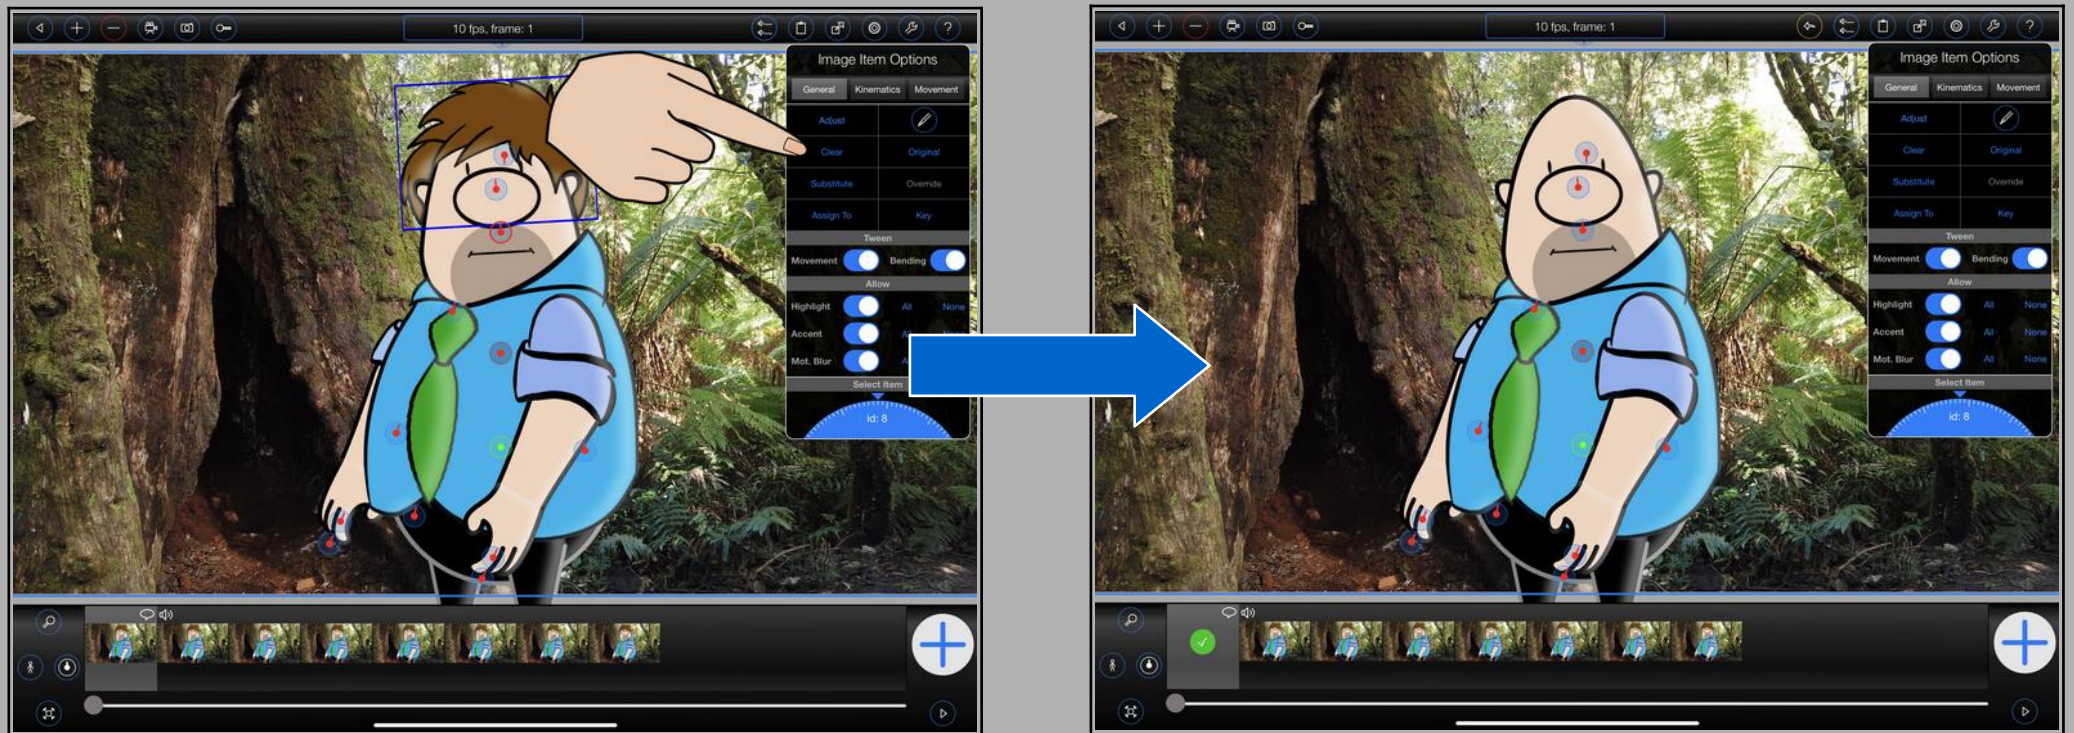 10 fps, frame: 1
?
Image Item Options
General Kinematics Movement
Adjust
Clear Original
Substitute Override
Assign To Key
Tween
Movement Bending
Allow
Highlight All None
Accent
Mot. Blur
Select Item
id: 8
10 fps, frame: 1
?
Image Item Options
General Kinematics Movement
Adjust
Clear Original
Substitute Override
Assign To Key
Tween
Movement Bending
Allow
Highlight All None
Accent All None
Mot. Blur All None
Select Item
id: 8